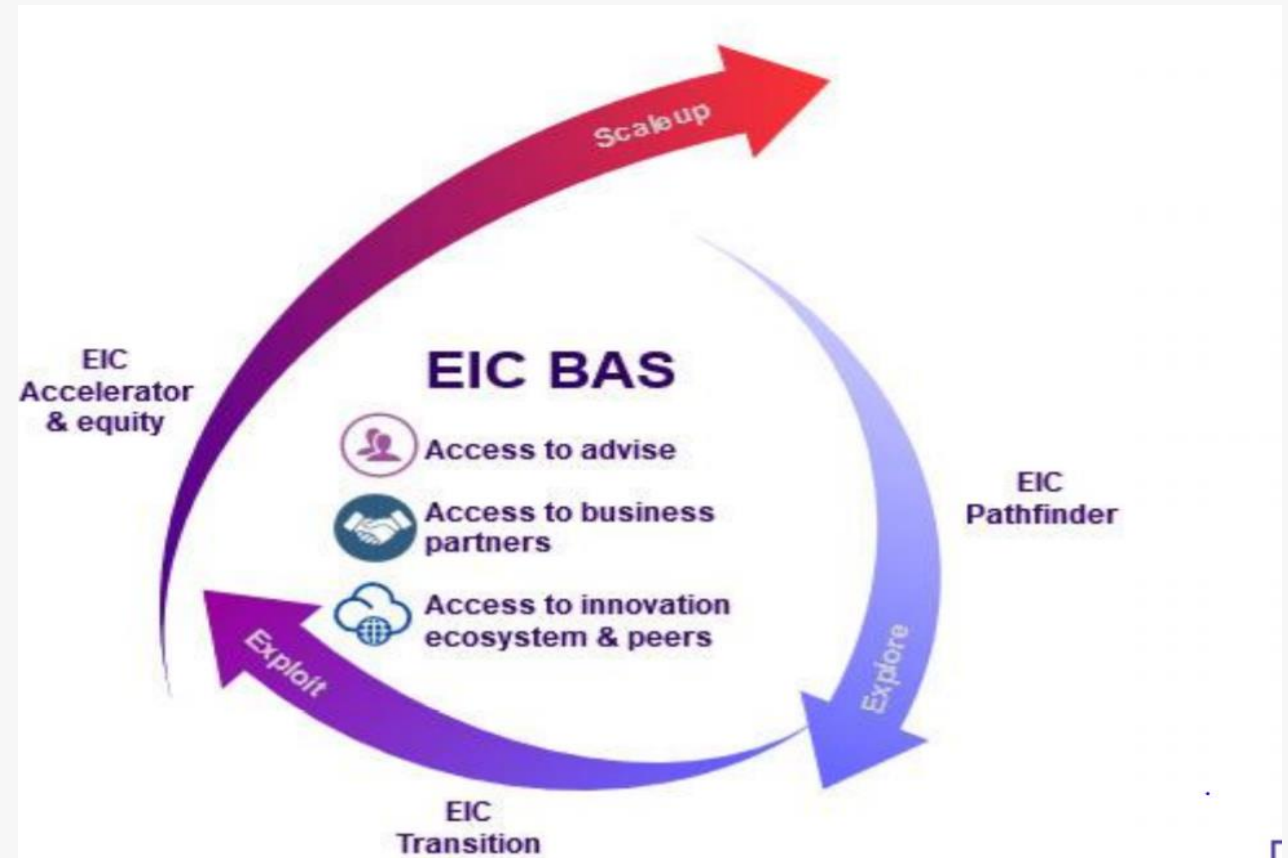 Scaleup
EIC
Accelerator
& equity
EIC BAS
Access to advise
Access to business
partners
Access to innovation
ecosystem & peers
EIC
Pathfinder
Explore
Exploit
EIC
Transition